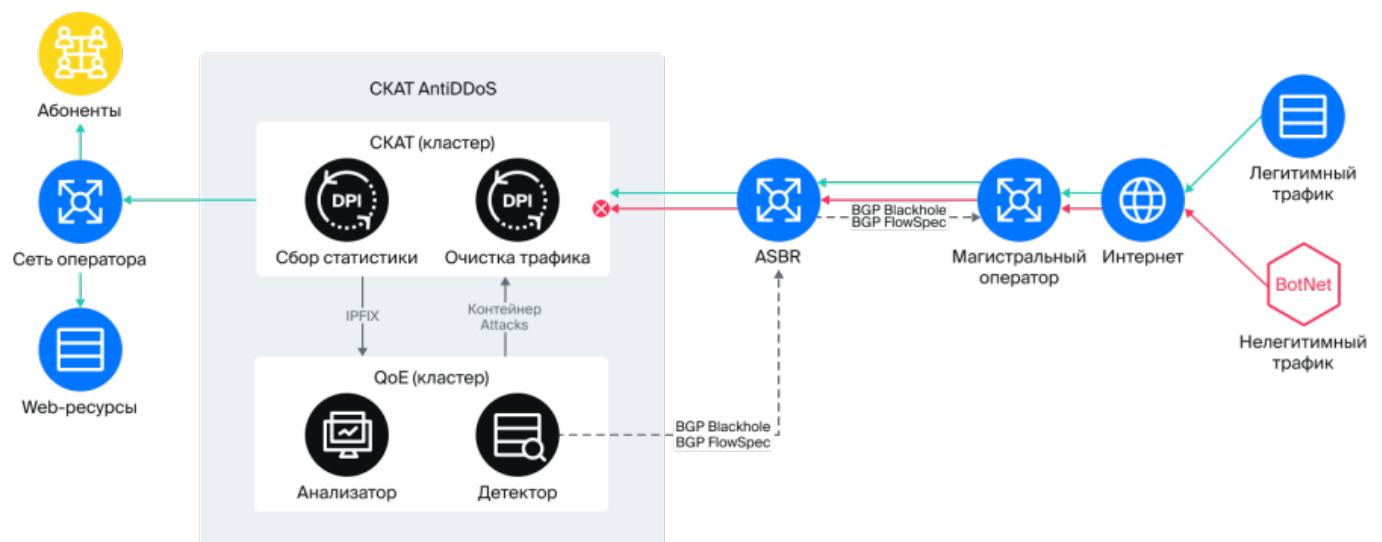 Абоненты
Сеть оператора
Web-ресурсы
СКАТ AntiDDoS
СКАТ (кластер)
DPI
DPI
Сбор статистики
Очистка трафика
IPFIX
Контейнер
Attacks
QoE (кластер)
Анализатор
Детектор
BGP Blackhole
BGP FlowSpec
ASBR
BGP Blackhole
BGP FlowSpec
Магистральный
оператор
Интернет
Легитимный
трафик
BotNet
Нелегитимный
трафик